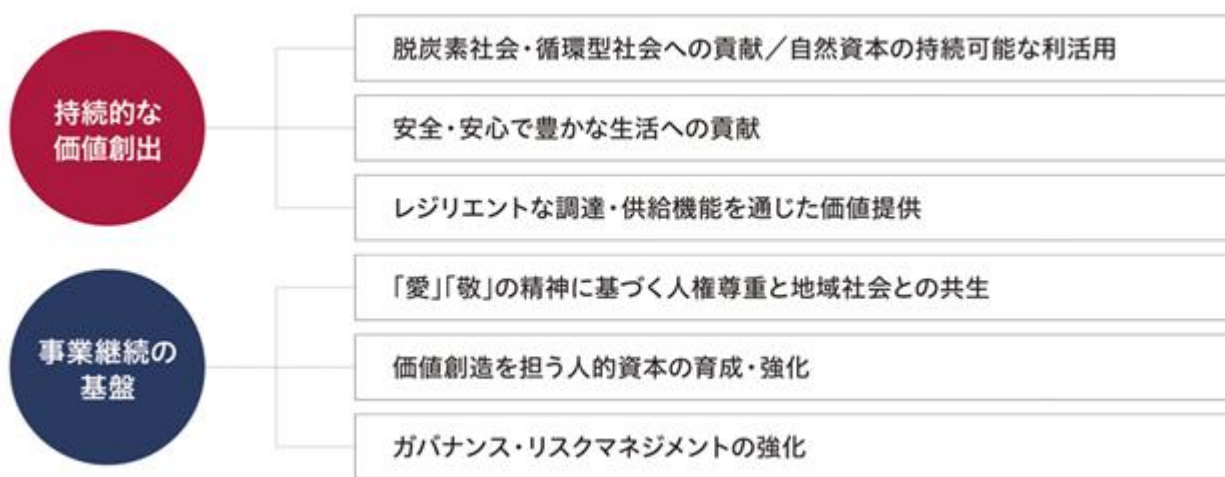 持続的な
価値創出
脱炭素社会・循環型社会への貢献／自然資本の持続可能な利活用
安全・安心で豊かな生活への貢献
レジリエントな調達・供給機能を通じた価値提供
事業継続の
基盤
「愛」「敬」の精神に基づく人権尊重と地域社会との共生
価値創造を担う人的資本の育成・強化
ガバナンス・リスクマネジメントの強化